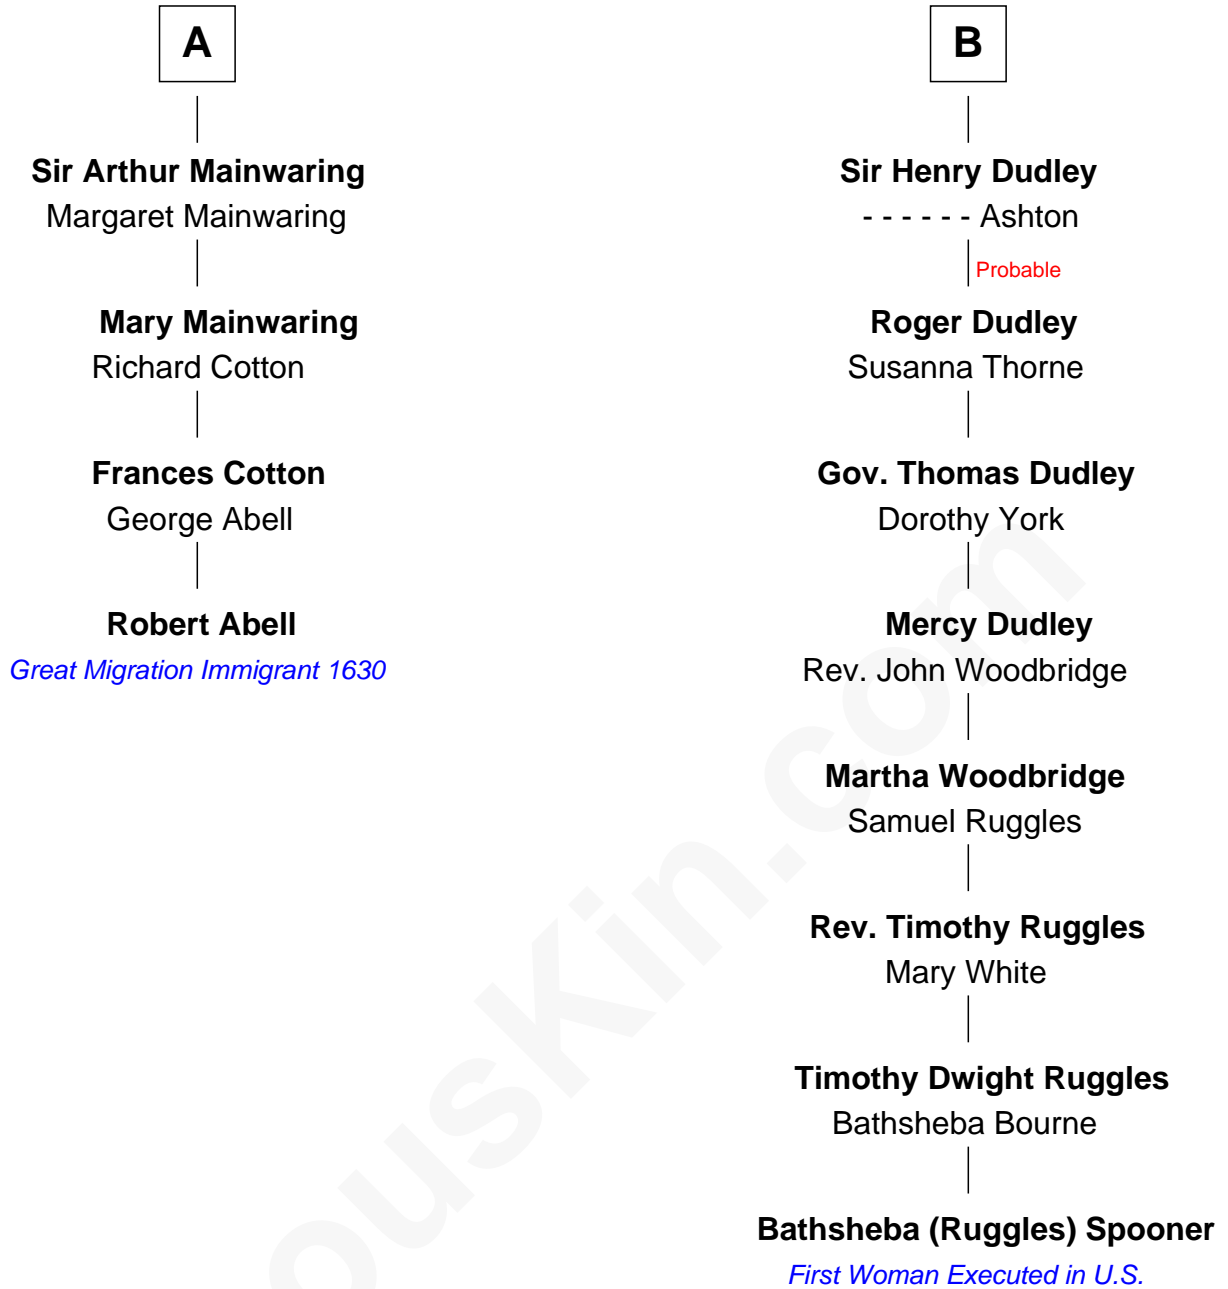 A
Sir Arthur Mainwaring
Margaret Mainwaring
Mary Mainwaring
Richard Cotton
Frances Cotton
George Abell
Robert Abell
Great Migration Immigrant 1630
B
Sir Henry Dudley
- - - - - - Ashton
Probable
Roger Dudley
Susanna Thorne
Gov. Thomas Dudley
Dorothy York
Mercy Dudley
Rev. John Woodbridge
Martha Woodbridge
Samuel Ruggles
Rev. Timothy Ruggles
Mary White
Timothy Dwight Ruggles
Bathsheba Bourne
Bathsheba (Ruggles) Spooner
First Woman Executed in U.S.
ousKin.com